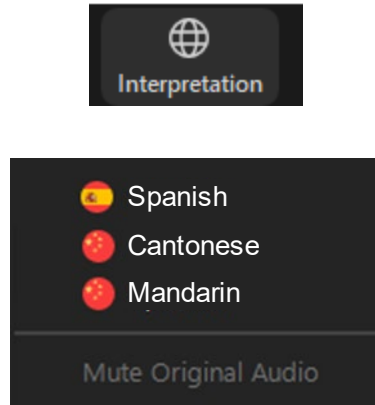 Interpretation
Spanish
Cantonese
Mandarin
Mute Original Audio